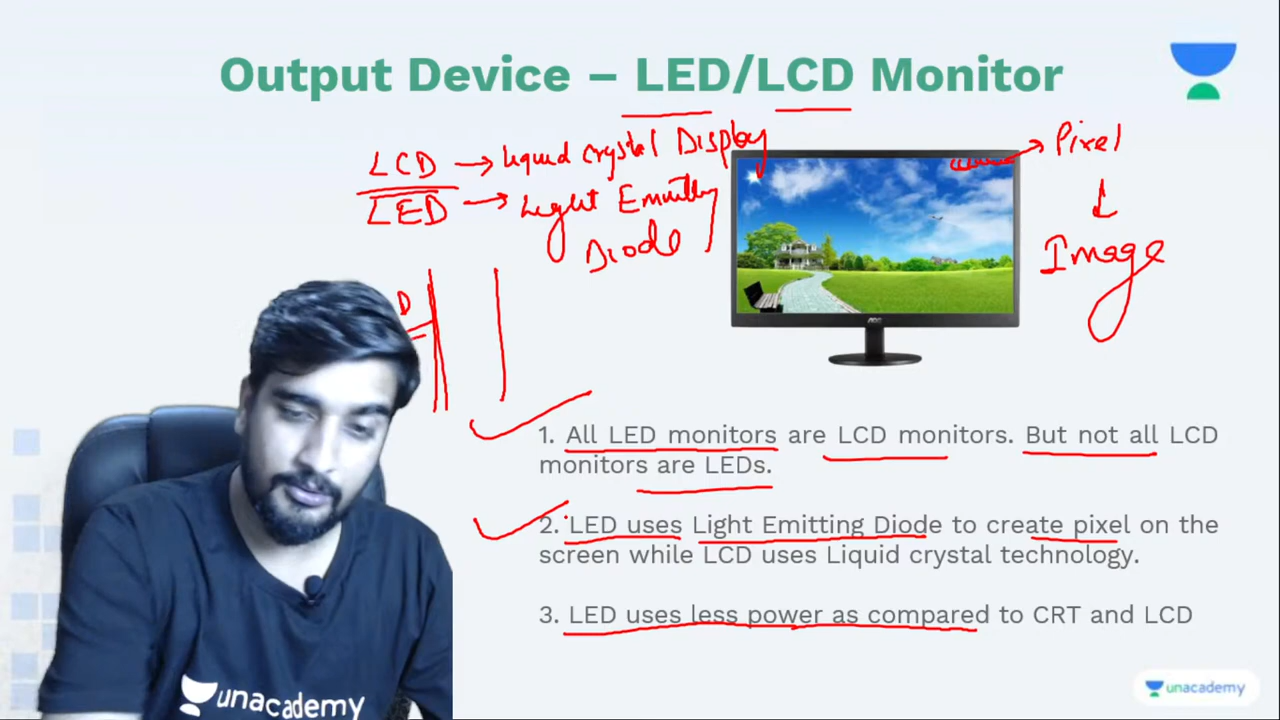 Output Device – LED/LCD Monitor
LCD → Liquid Crystal Display
LED → Light Emitting
Diode
Pixel
Image
D
AOC
1. All LED monitors are LCD monitors. But not all LCD
monitors are LEDs.
2. LED uses Light Emitting Diode to create pixel on the
screen while LCD uses Liquid crystal technology.
3. LED uses less power as compared to CRT and LCD
unacademy
unacademy